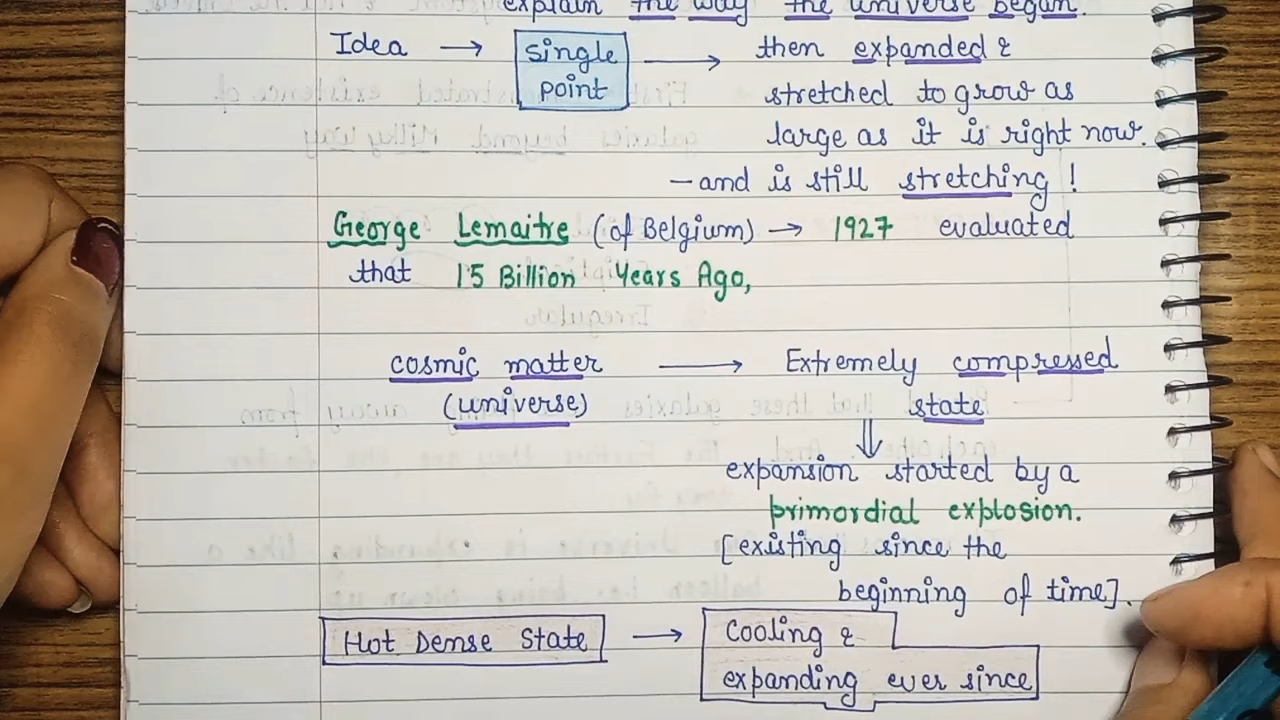 explain the way the universe began.
Idea → single point → then expanded &
stretched to grow as
large as it is right now.
— and is still stretching !
George Lemaitre (of Belgium) → 1927 evaluated
that 15 Billion Years Ago,
cosmic matter (universe) → Extremely compressed
state
⇓
expansion started by a
primordial explosion.
[existing since the
beginning of time].
Hot Dense State → Cooling &
expanding ever since